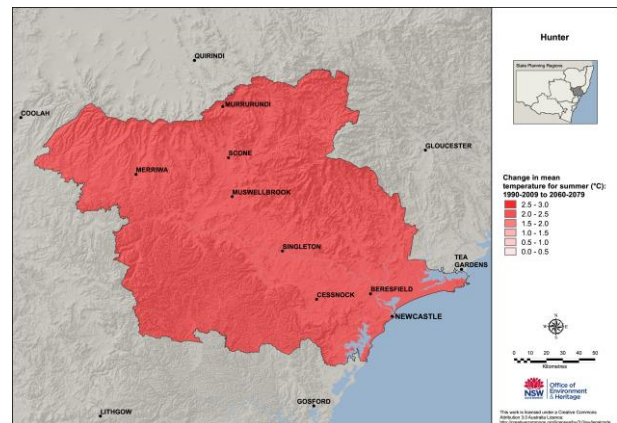 Hunter
State Planning Regions
QUIRINDI
COOLAH
MURRURUNDI
GLOUCESTER
SCONE
MERRIWA
MUSWELLBROOK
Change in mean
temperature for summer (°C):
1990-2009 to 2060-2079
2.5 - 3.0
2.0 - 2.5
1.5 - 2.0
1.0 - 1.5
0.5 - 1.0
0.0 - 0.5
SINGLETON
TEA
GARDENS
CESSNOCK
BERESFIELD
NEWCASTLE
GOSFORD
LITHGOW
N
W
E
S
0
10
20
30
40
50
Kilometres
NSW
GOVERNMENT
Office of
Environment
& Heritage
This work is licensed under a Creative Commons
Attribution 3.0 Australia Licence